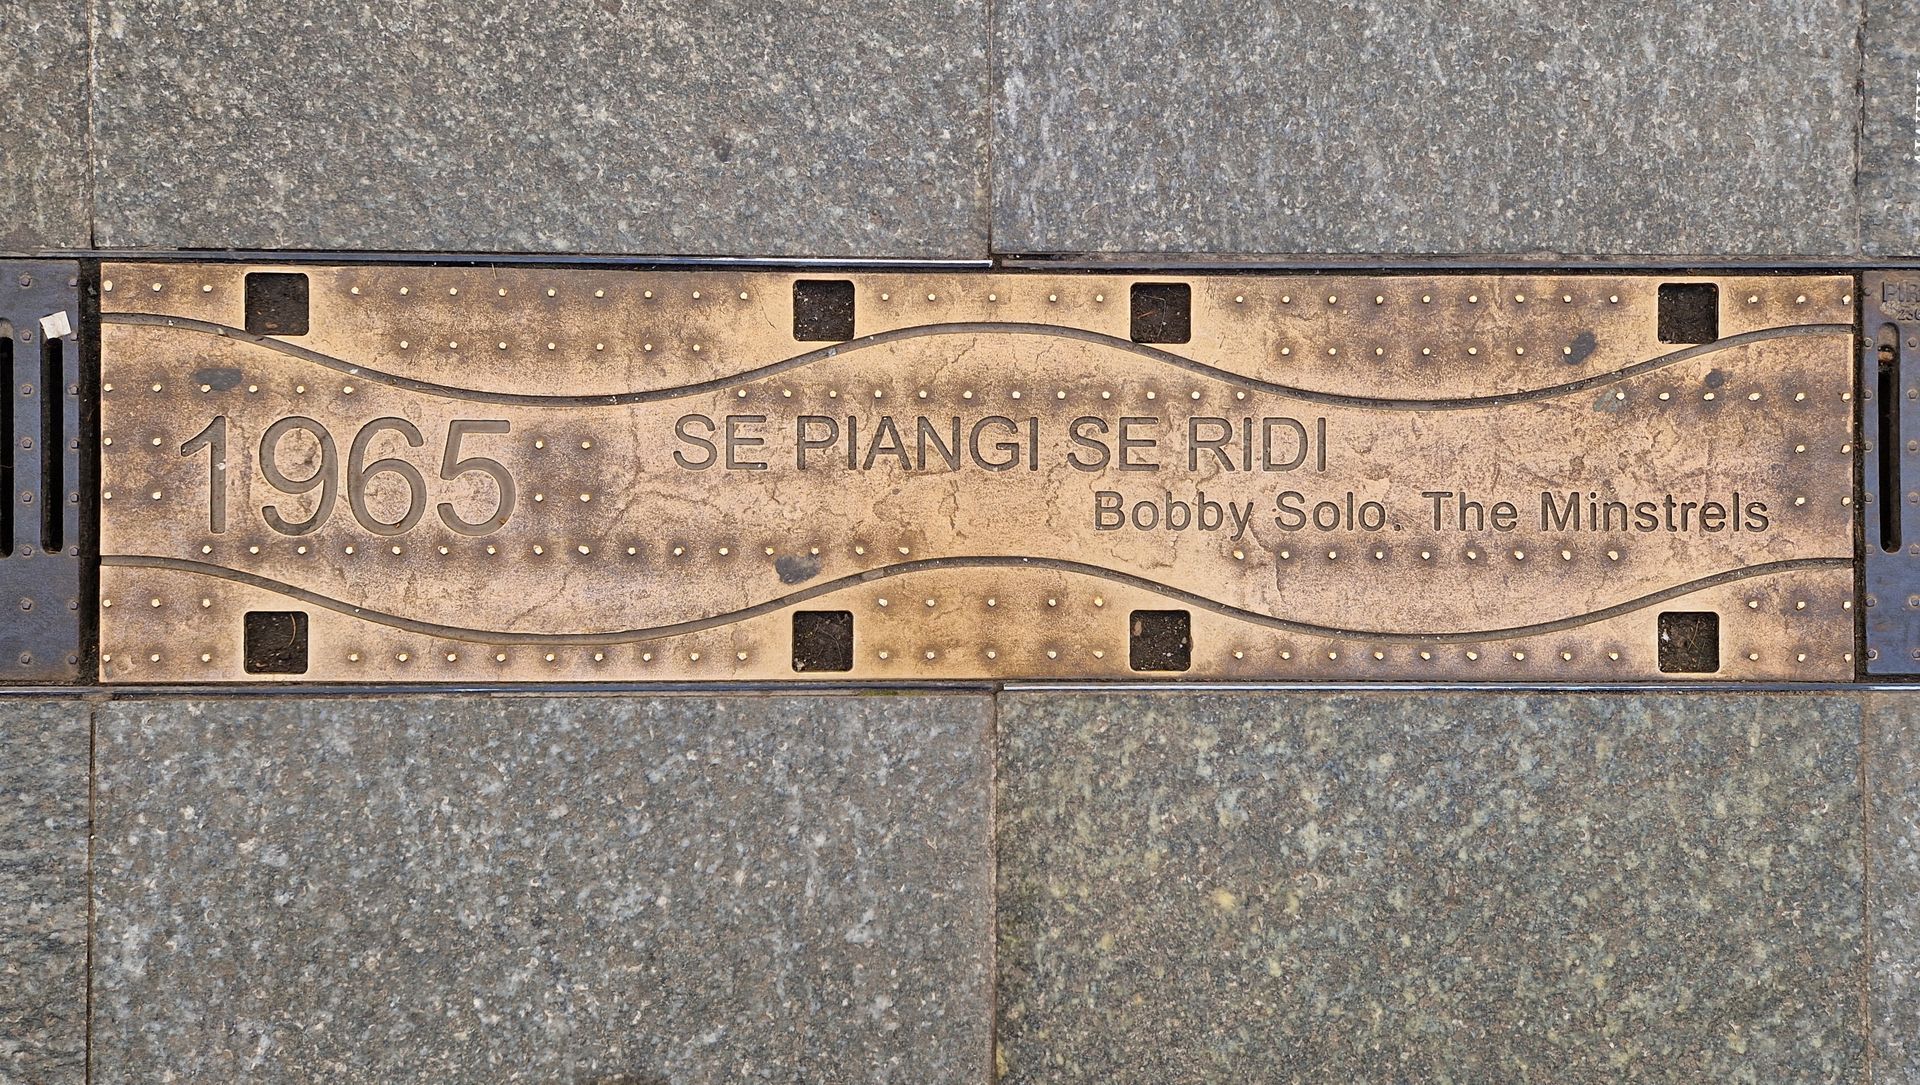 1965
SE PIANGI SE RIDI
Bobby Solo. The Minstrels